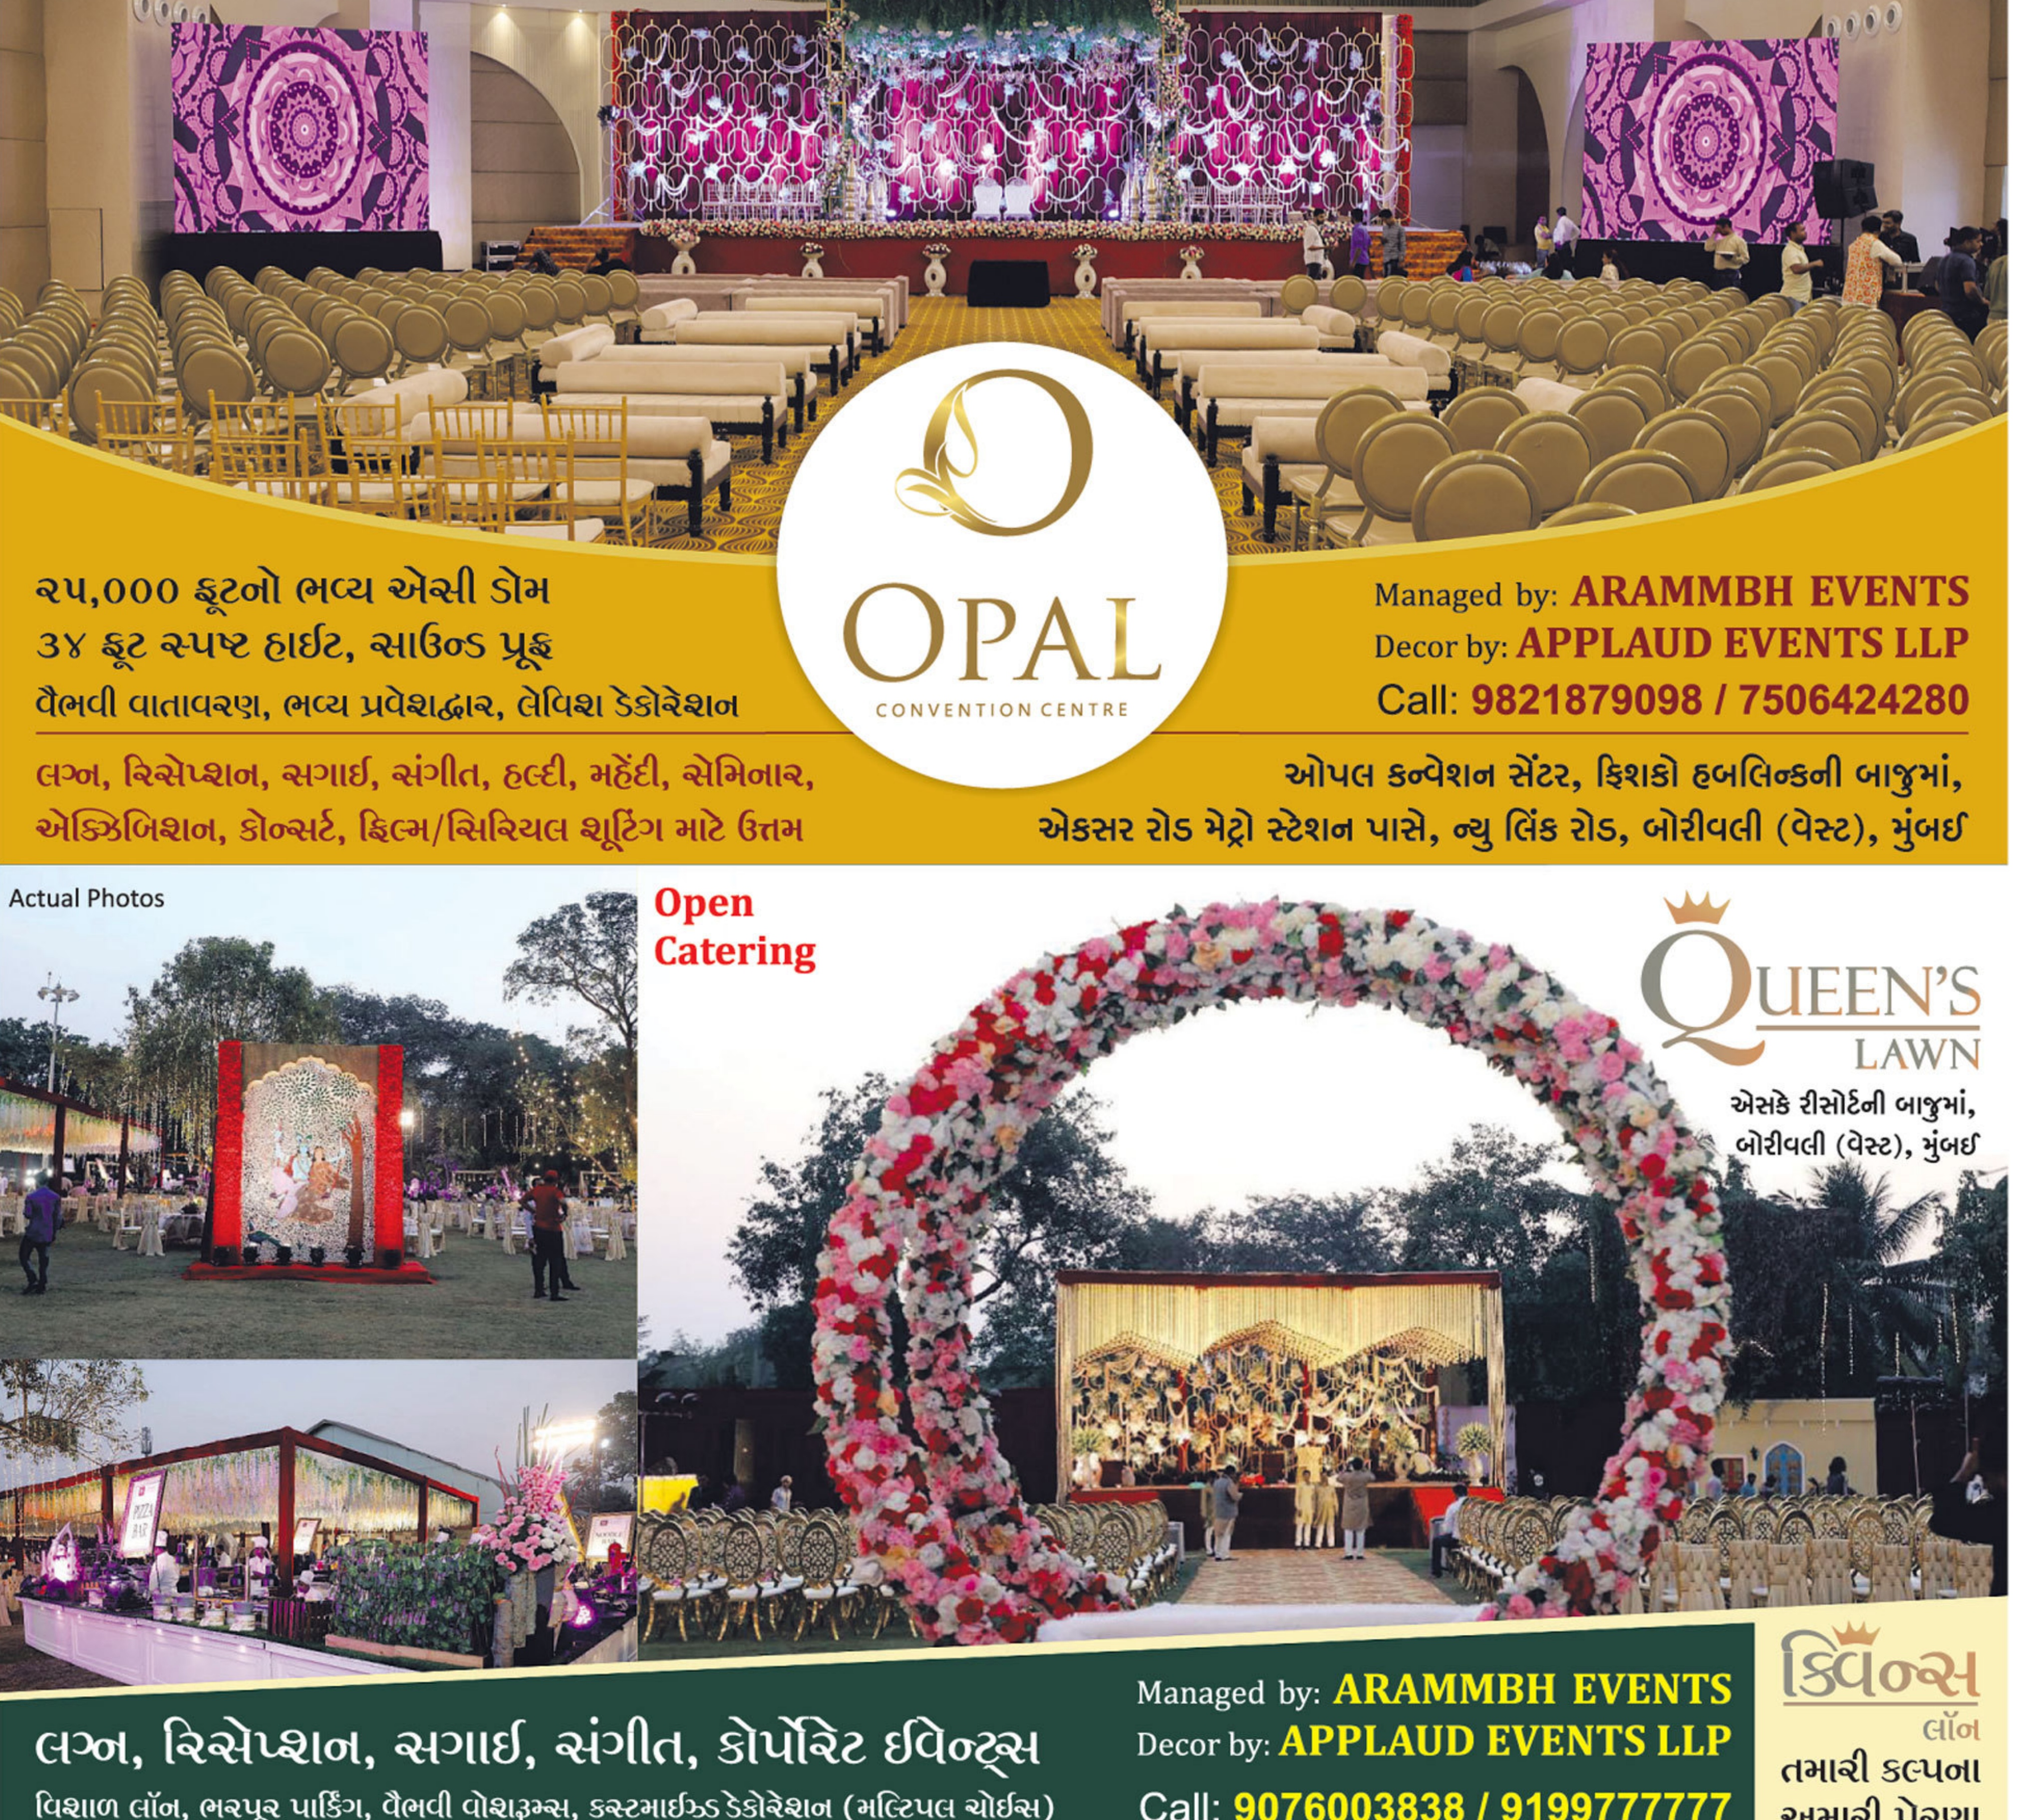 ૨૫,૦૦૦ ફૂટનો ભવ્ય એસી ડોમ
૩૪ ફૂટ સ્પષ્ટ હાઈટ, સાઉન્ડ પ્રૂફ
વૈભવી વાતાવરણ, ભવ્ય પ્રવેશદ્વાર, લેવિશ ડેકોરેશન
લગ્ન, રિસેપ્શન, સગાઈ, સંગીત, હલ્દી, મહેંદી, સેમિનાર,
એક્ઝિબિશન, કોન્સર્ટ, ફિલ્મ/સિરિયલ શૂટિંગ માટે ઉત્તમ
OPAL
CONVENTION CENTRE
Managed by: ARAMMBH EVENTS
Decor by: APPLAUD EVENTS LLP
Call: 9821879098 / 7506424280
ઓપલ કન્વેશન સેંટર, ફિશકો હબલિન્કની બાજુમાં,
એકસર રોડ મેટ્રો સ્ટેશન પાસે, ન્યુ લિંક રોડ, બોરીવલી (વેસ્ટ), મુંબઈ
Actual Photos
Open
Catering
QUEEN'S
LAWN
એસકે રીસોર્ટની બાજુમાં,
બોરીવલી (વેસ્ટ), મુંબઈ
PIZZA
BAR
લગ્ન, રિસેપ્શન, સગાઈ, સંગીત, કોર્પોરેટ ઈવેન્ટ્સ
વિશાળ લૉન, ભરપૂર પાર્કિંગ, વૈભવી વોશરૂમ્સ, કસ્ટમાઈઝ્ડ ડેકોરેશન (મલ્ટિપલ ચોઈસ)
Managed by: ARAMMBH EVENTS
Decor by: APPLAUD EVENTS LLP
Call: 9076003838 / 9199777777
ક્વિન્સ
લૉન
તમારી કલ્પના
અમારી પ્રેરણા